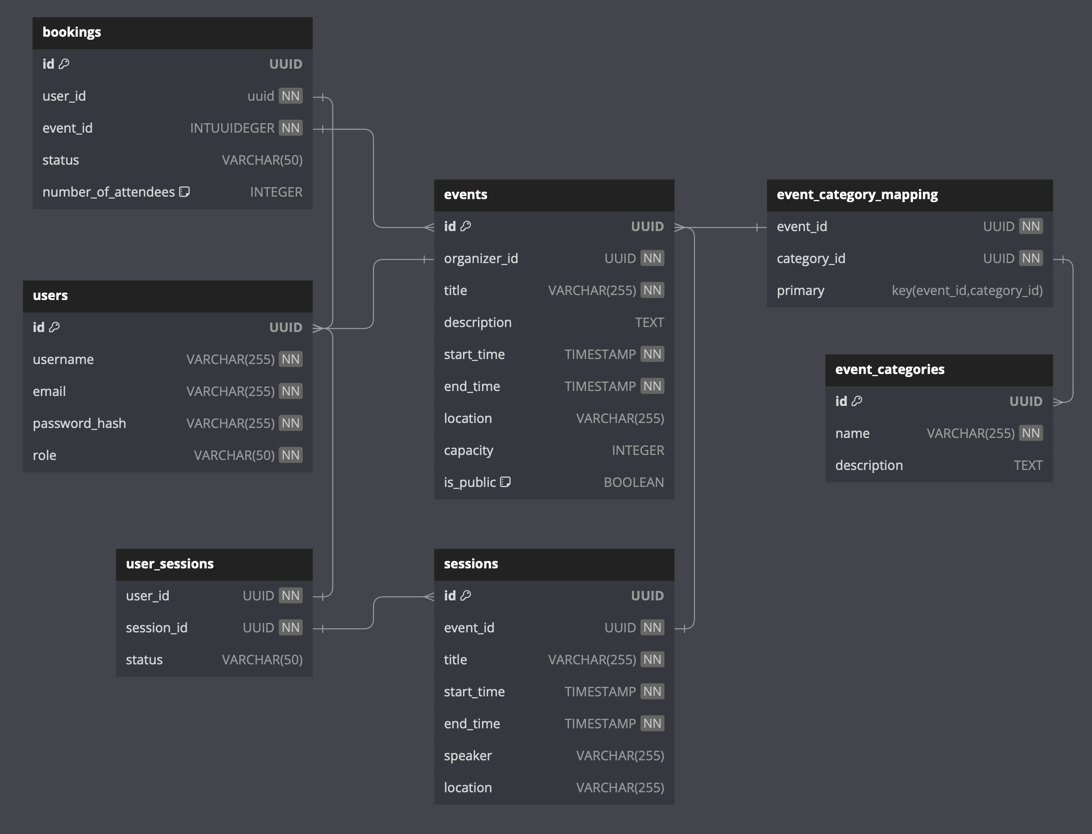 bookings
id UUID
user_id uuid NN
event_id INTUUIDEGER NN
status VARCHAR(50)
number_of_attendees INTEGER
users
id UUID
username VARCHAR(255) NN
email VARCHAR(255) NN
password_hash VARCHAR(255) NN
role VARCHAR(50) NN
user_sessions
user_id UUID NN
session_id UUID NN
status VARCHAR(50)
events
id UUID
organizer_id UUID NN
title VARCHAR(255) NN
description TEXT
start_time TIMESTAMP NN
end_time TIMESTAMP NN
location VARCHAR(255)
capacity INTEGER
is_public BOOLEAN
sessions
id UUID
event_id UUID NN
title VARCHAR(255) NN
start_time TIMESTAMP NN
end_time TIMESTAMP NN
speaker VARCHAR(255)
location VARCHAR(255)
event_category_mapping
event_id UUID NN
category_id UUID NN
primary key(event_id,category_id)
event_categories
id UUID
name VARCHAR(255) NN
description TEXT